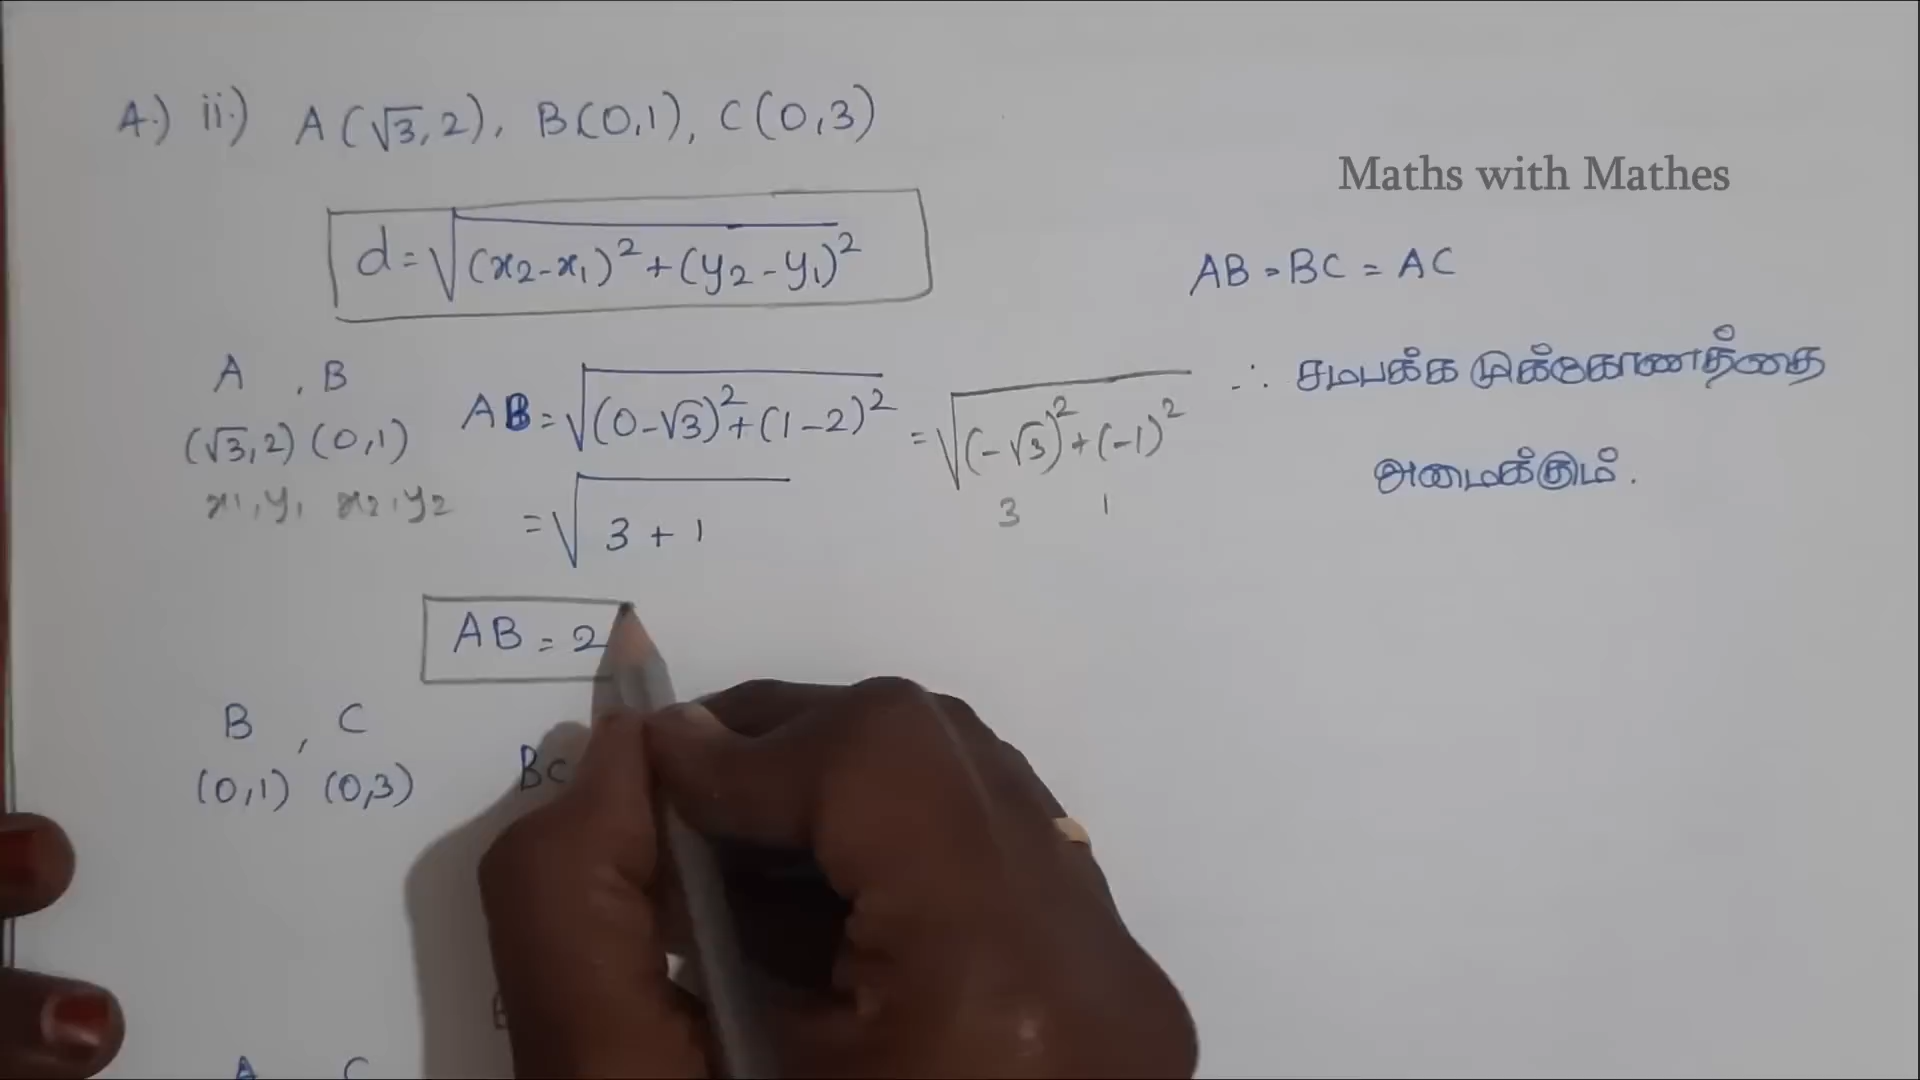 A.) ii.) A(√3,2), B(0,1), C(0,3)
Maths with Mathes
d=√(x2-x1)²+(y2-y1)²
AB=BC=AC
∴ சமபக்க முக்கோணத்தை
அமைக்கும்.
A , B
(√3,2) (0,1)
x1,y1 x2,y2
AB=√(0-√3)²+(1-2)² =√(-√3)²+(-1)²
3 1
=√3+1
AB=2
B , C
(0,1) (0,3)
BC
A C